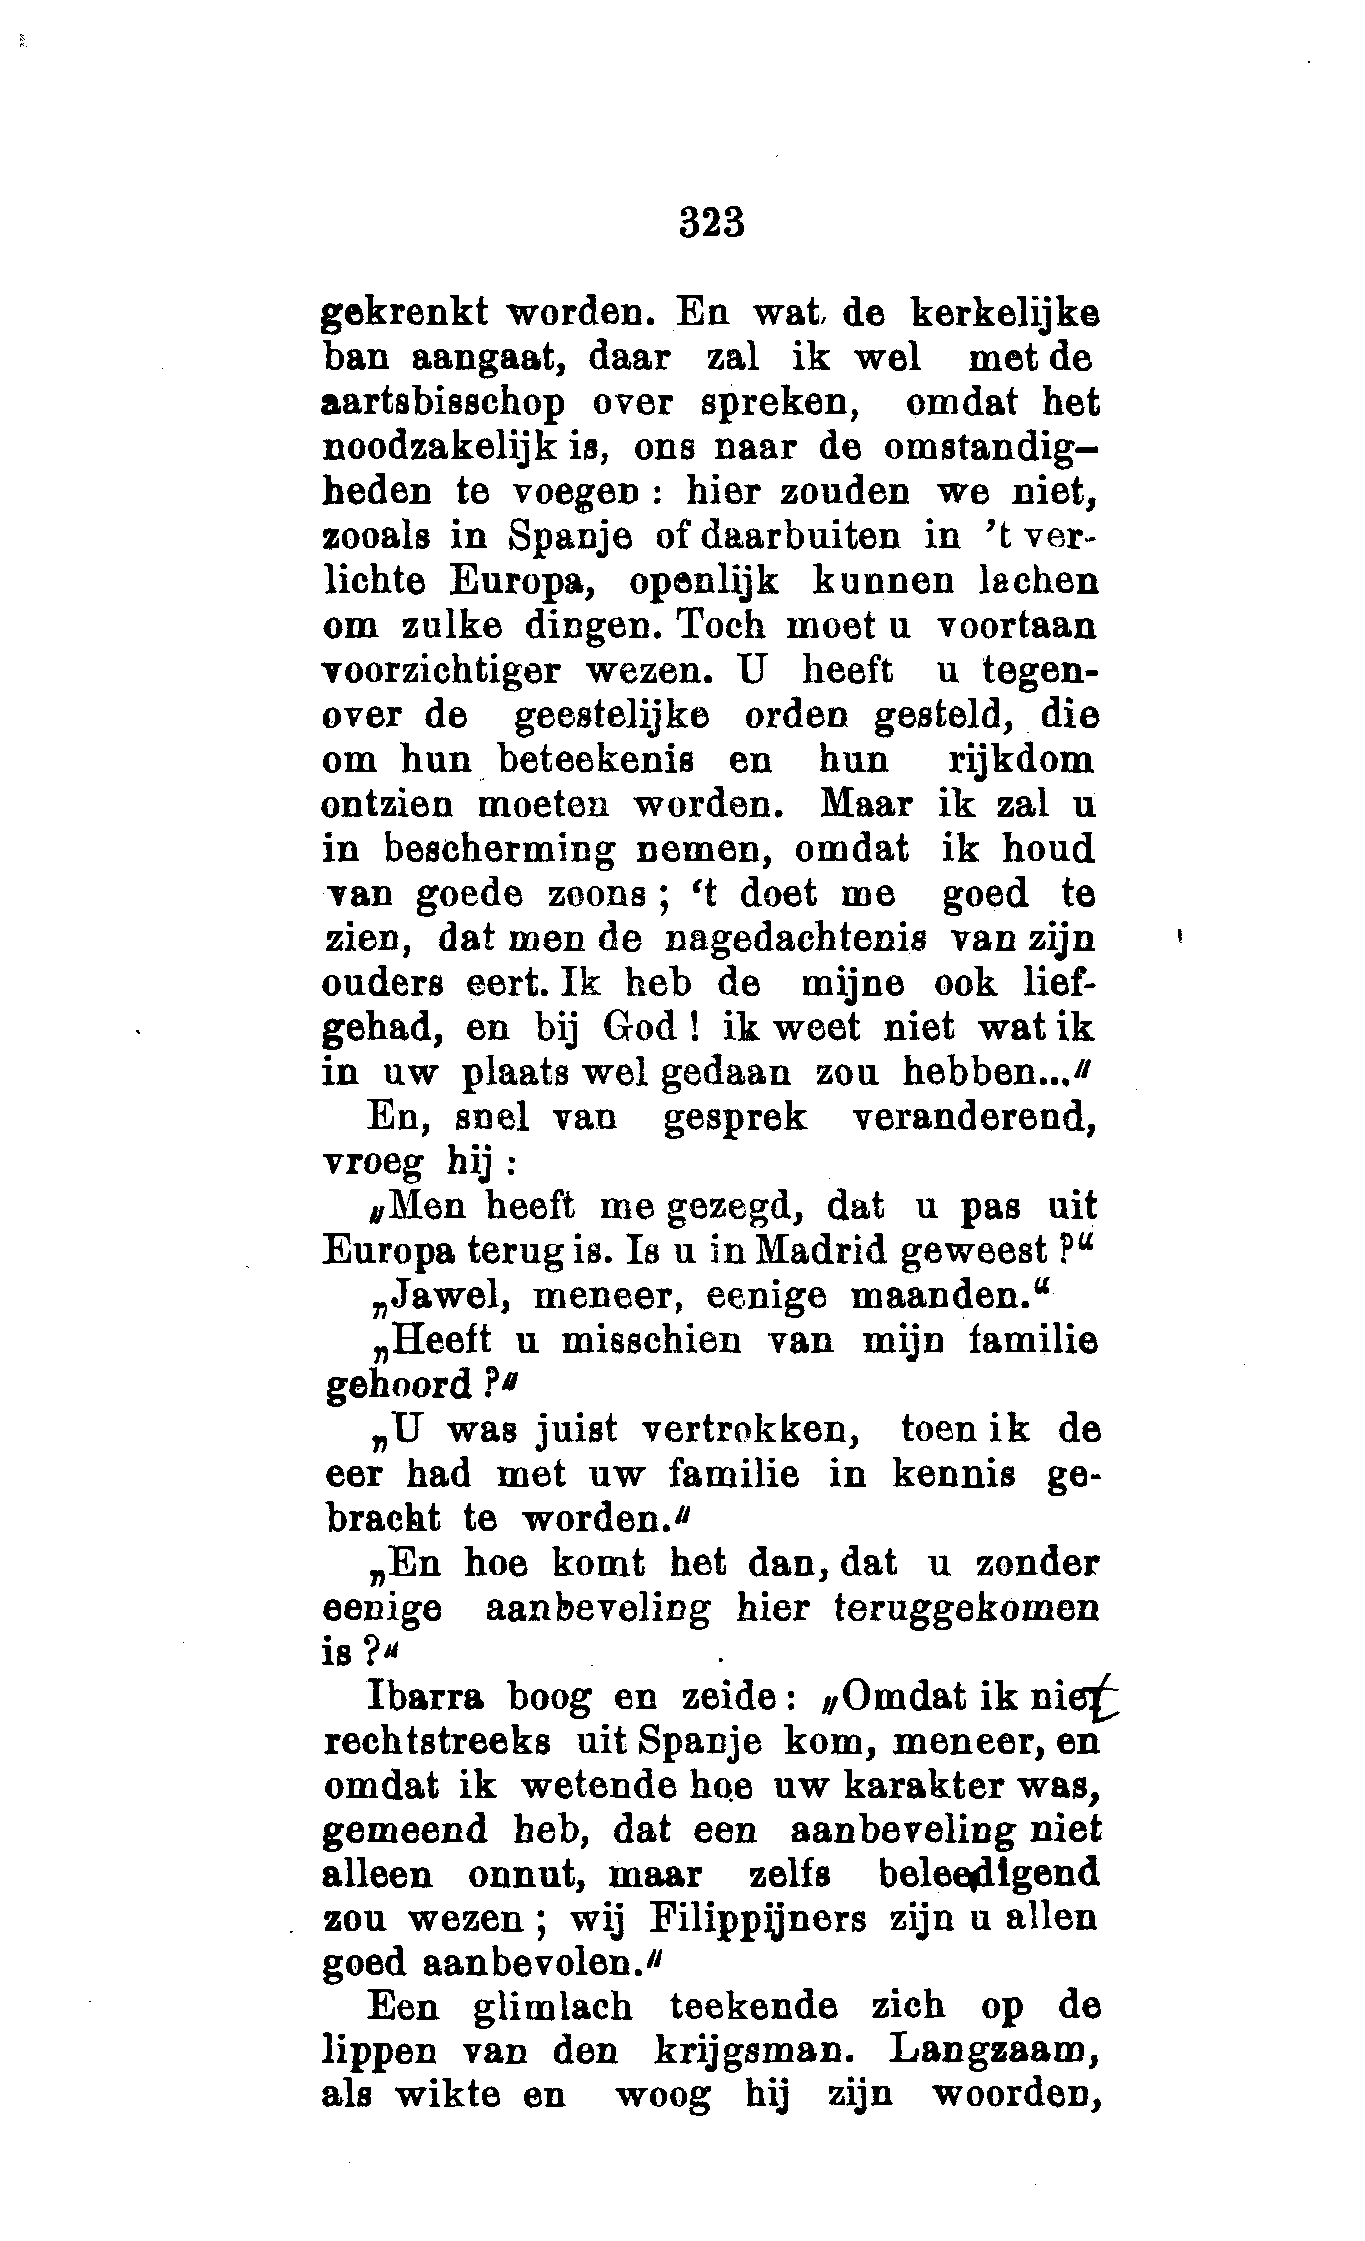 323
gekrenkt worden. En wat de kerkelijke
ban aangaat, daar zal ik wel met de
aartsbisschop over spreken, omdat het
noodzakelijk is, ons naar de omstandig-
heden te voegen : hier zouden we niet,
zooals in Spanje of daarbuiten in 't ver-
lichte Europa, openlijk kunnen lachen
om zulke dingen. Toch moet u voortaan
voorzichtiger wezen. U heeft u tegen-
over de geestelijke orden gesteld, die
om hun beteekenis en hun rijkdom
ontzien moeten worden. Maar ik zal u
in bescherming nemen, omdat ik houd
van goede zoons ; 't doet me goed te
zien, dat men de nagedachtenis van zijn
ouders eert. Ik heb de mijne ook lief-
gehad, en bij God ! ik weet niet wat ik
in uw plaats wel gedaan zou hebben...“
En, snel van gesprek veranderend,
vroeg hij :
„Men heeft me gezegd, dat u pas uit
Europa terug is. Is u in Madrid geweest ?“
„Jawel, meneer, eenige maanden.“
„Heeft u misschien van mijn familie
gehoord ?“
„U was juist vertrokken, toen ik de
eer had met uw familie in kennis ge-
bracht te worden.“
„En hoe komt het dan, dat u zonder
eenige aanbeveling hier teruggekomen
is ?“
Ibarra boog en zeide : „Omdat ik niet
rechtstreeks uit Spanje kom, meneer, en
omdat ik wetende hoe uw karakter was,
gemeend heb, dat een aanbeveling niet
alleen onnut, maar zelfs beleedigend
zou wezen ; wij Filippijners zijn u allen
goed aanbevolen.“
Een glimlach teekende zich op de
lippen van den krijgsman. Langzaam,
als wikte en woog hij zijn woorden,